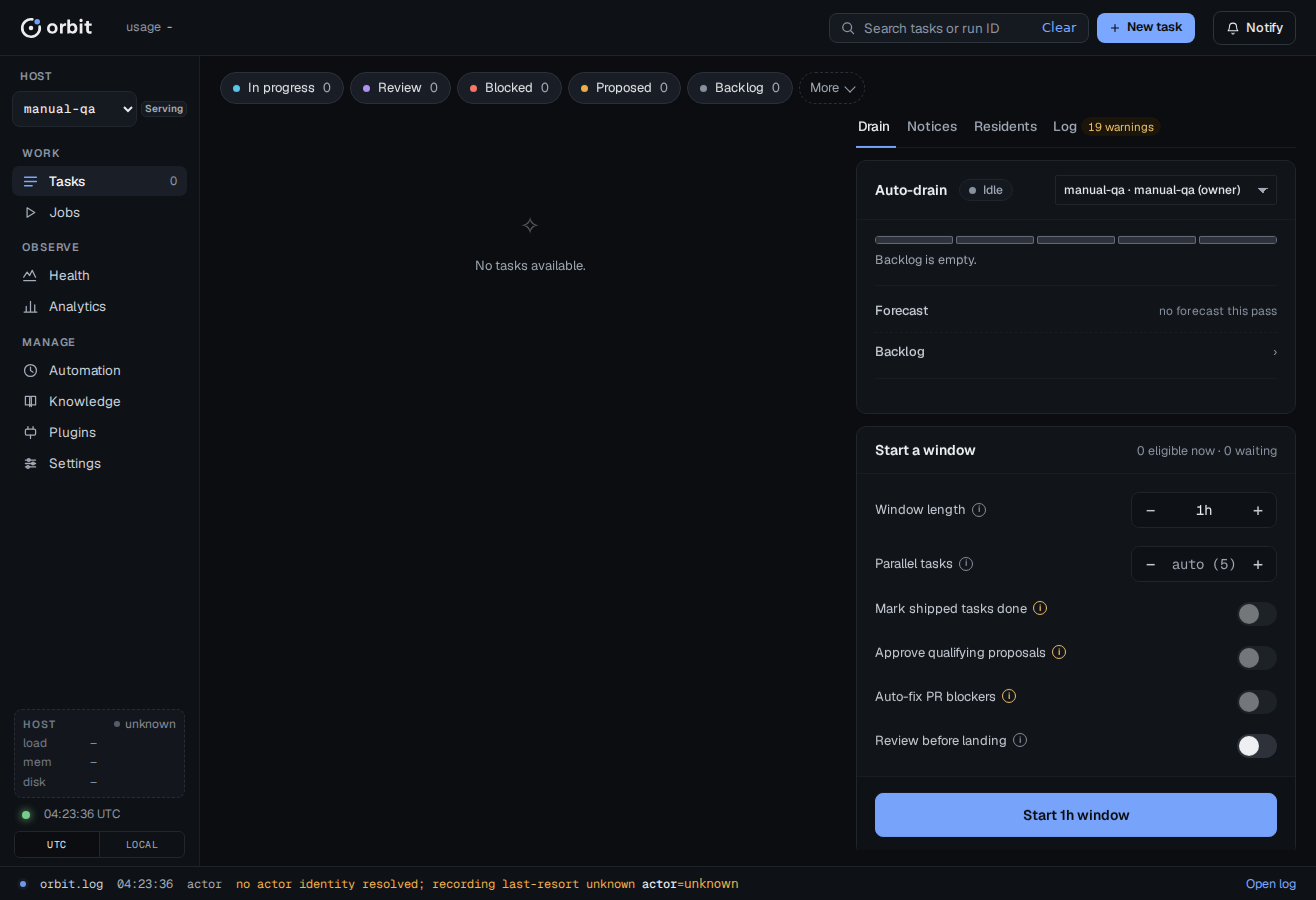 orbit
usage –
Search tasks or run ID
Clear
+ New task
Notify
HOST
manual-qa
Serving
WORK
Tasks 0
Jobs
OBSERVE
Health
Analytics
MANAGE
Automation
Knowledge
Plugins
Settings
HOST unknown
load –
mem –
disk –
04:23:36 UTC
UTC LOCAL
In progress 0
Review 0
Blocked 0
Proposed 0
Backlog 0
More
No tasks available.
Drain Notices Residents Log 19 warnings
Auto-drain Idle manual-qa · manual-qa (owner)
Backlog is empty.
Forecast no forecast this pass
Backlog ›
Start a window 0 eligible now · 0 waiting
Window length i − 1h +
Parallel tasks i − auto (5) +
Mark shipped tasks done i
Approve qualifying proposals i
Auto-fix PR blockers i
Review before landing i
Start 1h window
orbit.log 04:23:36 actor no actor identity resolved; recording last-resort unknown actor=unknown Open log